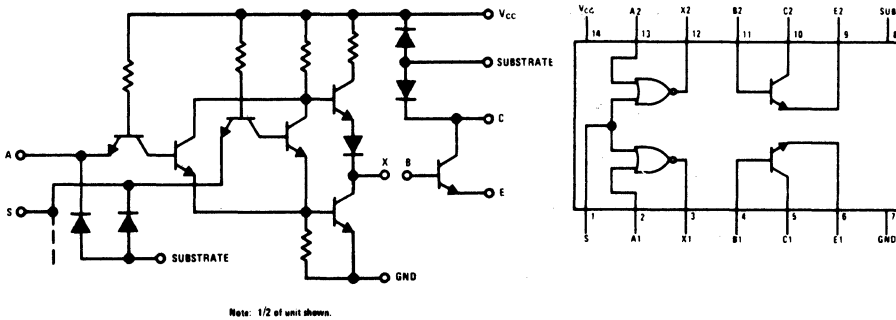 VCC
SUBSTRATE
C
A
X
B
S
E
SUBSTRATE
GND
Note: 1/2 of unit shown.
VCC A2 X2 B2 C2 E2 SUB
14 13 12 11 10 9 8
1 2 3 4 5 6 7
S A1 X1 B1 C1 E1 GND